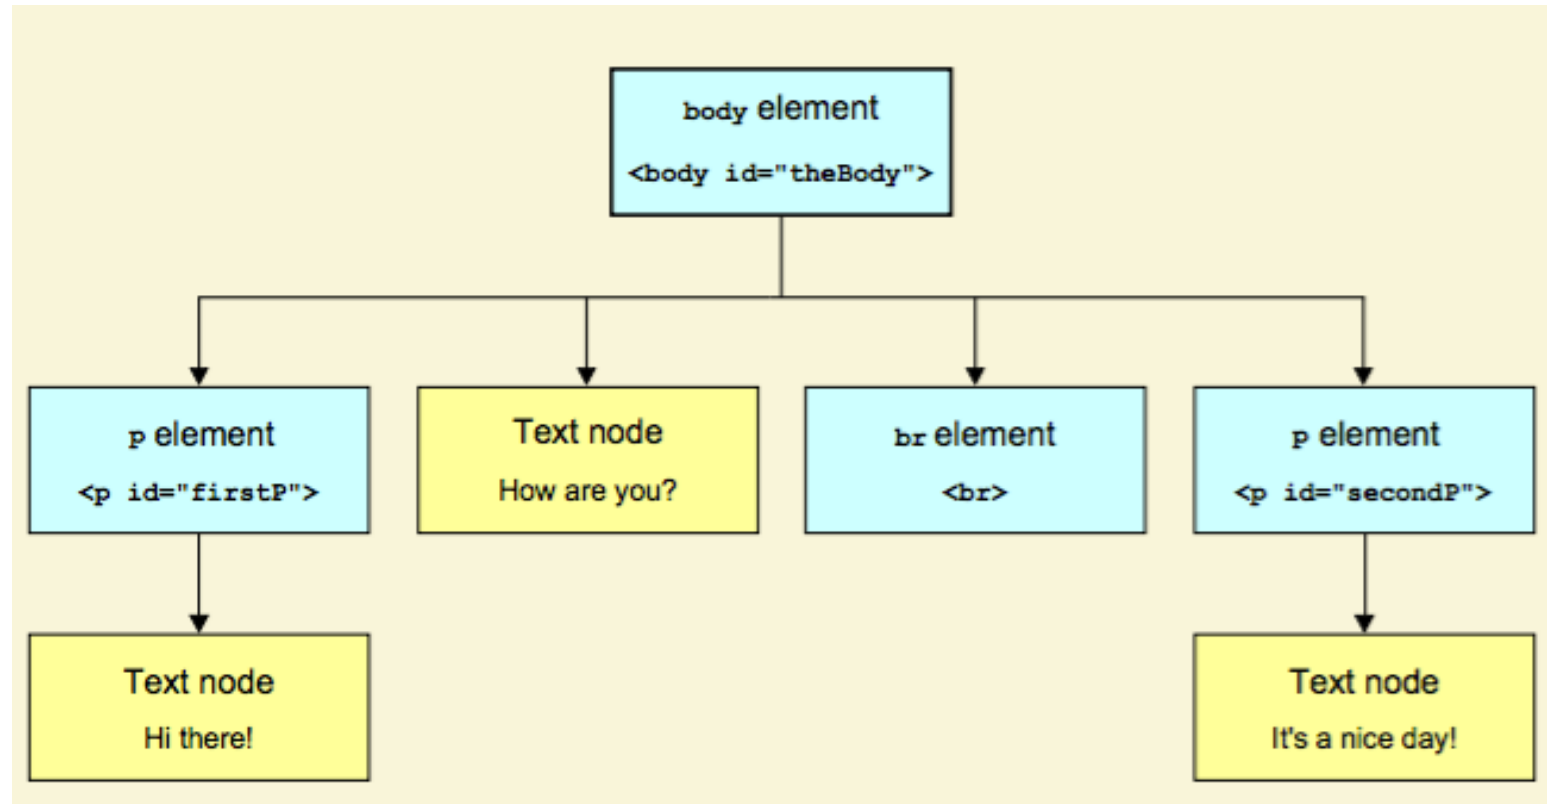 body element
<body id="theBody">
p element
<p id="firstP">
Text node
How are you?
br element
<br>
p element
<p id="secondP">
Text node
Hi there!
Text node
It's a nice day!